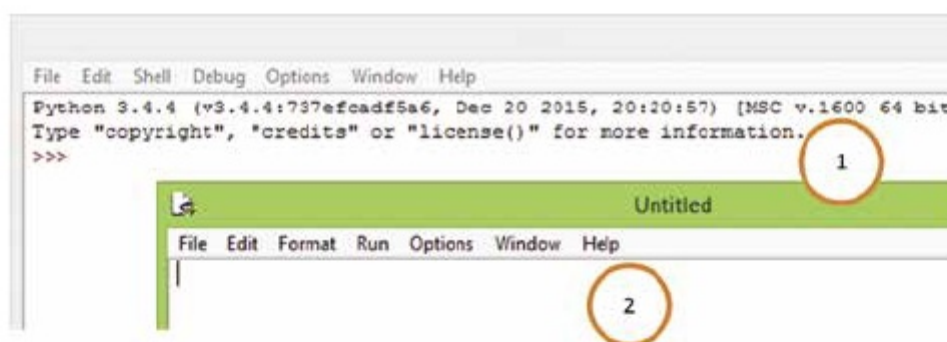 File Edit Shell Debug Options Window Help
Python 3.4.4 (v3.4.4:737efcadf5a6, Dec 20 2015, 20:20:57) [MSC v.1600 64 bit
Type "copyright", "credits" or "license()" for more information.
>>>
1
Untitled
File Edit Format Run Options Window Help
2